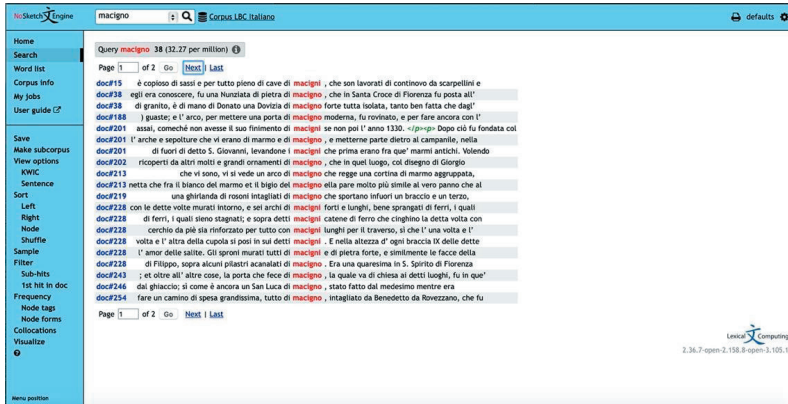 NoSketch Engine
macigno
Corpus LBC Italiano
defaults
Home
Search
Word list
Corpus info
My jobs
User guide
Save
Make subcorpus
View options
KWIC
Sentence
Sort
Left
Right
Node
Shuffle
Sample
Filter
Sub-hits
1st hit in doc
Frequency
Node tags
Node forms
Collocations
Visualize
Menu position
Query macigno 38 (32.27 per million)
Page 1 of 2 Go Next | Last
doc#15 è copioso di sassi e per tutto pieno di cave di macigni , che son lavorati di continovo da scarpellini e
doc#38 egli era conoscere, fu una Nunziata di pietra di macigno , che in Santa Croce di Fiorenza fu posta all'
doc#38 di granito, è di mano di Donato una Dovizia di macigno forte tutta isolata, tanto ben fatta che dagl'
doc#188 ) guaste; e l' arco, per mettere una porta di macigno moderna, fu rovinato, e per fare ancora con l'
doc#201 assai, comeché non avesse il suo finimento di macigni se non poi l' anno 1330. </p><p> Dopo ciò fu fondata col
doc#201 l' arche e sepolture che vi erano di marmo e di macigno , e metterne parte dietro al campanile, nella
doc#201 di fuori di detto S. Giovanni, levandone i macigni che prima erano fra que' marmi antichi. Volendo
doc#202 ricoperti da altri molti e grandi ornamenti di macigno , che in quel luogo, col disegno di Giorgio
doc#213 che vi sono, vi si vede un arco di macigno che regge una cortina di marmo aggruppata,
doc#213 netta che fra il bianco del marmo et il bigio del macigno ella pare molto più simile al vero panno che al
doc#219 una ghirlanda di rosoni intagliati di macigno che sportano infuori un braccio e un terzo,
doc#228 con le dette volte murati intorno, e sei archi di macigni forti e lunghi, bene sprangati di ferri, i quali
doc#228 di ferri, i quali sieno stagnati; e sopra detti macigni catene di ferro che cinghino la detta volta con
doc#228 cerchio da piè sia rinforzato per tutto con macigni lunghi per il traverso, sì che l' una volta e l'
doc#228 volta e l' altra della cupola si posi in sui detti macigni . E nella altezza d' ogni braccia IX delle dette
doc#228 l' amor delle salite. Gli sproni murati tutti di macigni e di pietra forte, e similmente le facce della
doc#228 di Filippo, sopra alcuni pilastri acanalati di macigno . Era una quaresima in S. Spirito di Fiorenza
doc#243 ; et oltre all' altre cose, la porta che fece di macigno , la quale va di chiesa ai detti luoghi, fu in que'
doc#246 dal ghiaccio; sì come è ancora un San Luca di macigno , stato fatto dal medesimo mentre era
doc#254 fare un camino di spesa grandissima, tutto di macigno , intagliato da Benedetto da Rovezzano, che fu
Page 1 of 2 Go Next | Last
Lexical Computing
2.36.7-open-2.158.8-open-3.105.1